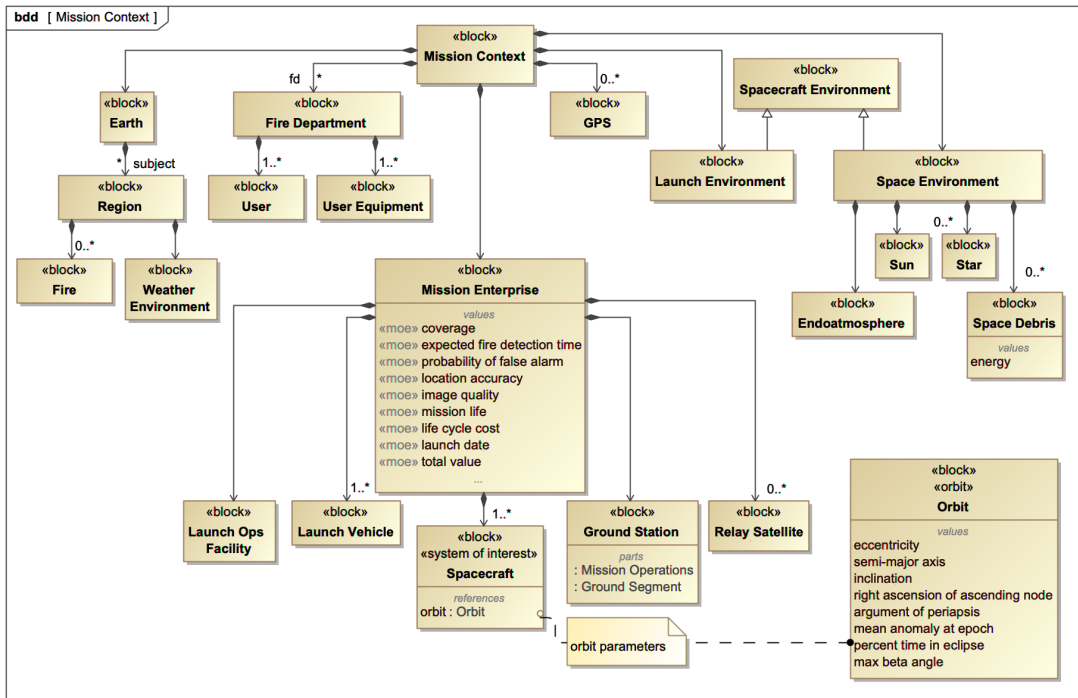 bdd [ Mission Context ]
«block»
Mission Context
«block»
Spacecraft Environment
fd
*
0..*
«block»
Earth
«block»
Fire Department
«block»
GPS
*
subject
1..*
1..*
«block»
Launch Environment
«block»
Space Environment
«block»
Region
«block»
User
«block»
User Equipment
0..*
0..*
«block»
Sun
«block»
Star
0..*
«block»
Fire
«block»
Weather
Environment
«block»
Mission Enterprise
values
«moe» coverage
«moe» expected fire detection time
«moe» probability of false alarm
«moe» location accuracy
«moe» image quality
«moe» mission life
«moe» life cycle cost
«moe» launch date
«moe» total value
...
«block»
Endoatmosphere
«block»
Space Debris
values
energy
1..*
1..*
0..*
«block»
Launch Ops
Facility
«block»
Launch Vehicle
«block»
«system of interest»
Spacecraft
references
orbit : Orbit
«block»
Ground Station
parts
: Mission Operations
: Ground Segment
«block»
Relay Satellite
orbit parameters
«block»
«orbit»
Orbit
values
eccentricity
semi-major axis
inclination
right ascension of ascending node
argument of periapsis
mean anomaly at epoch
percent time in eclipse
max beta angle